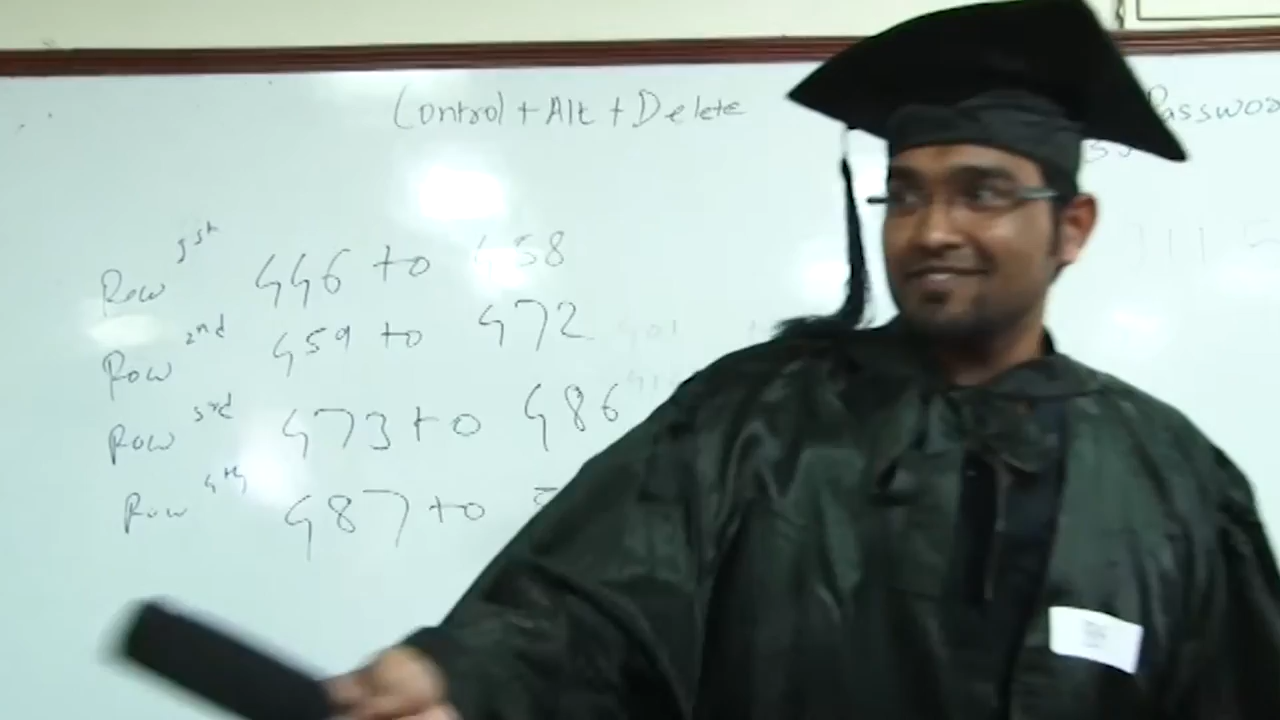 Control + Alt + Delete
Password
Row 1st 446 to 458
Row 2nd 459 to 472
Row 3rd 473 to 486
Row 4th 487 to